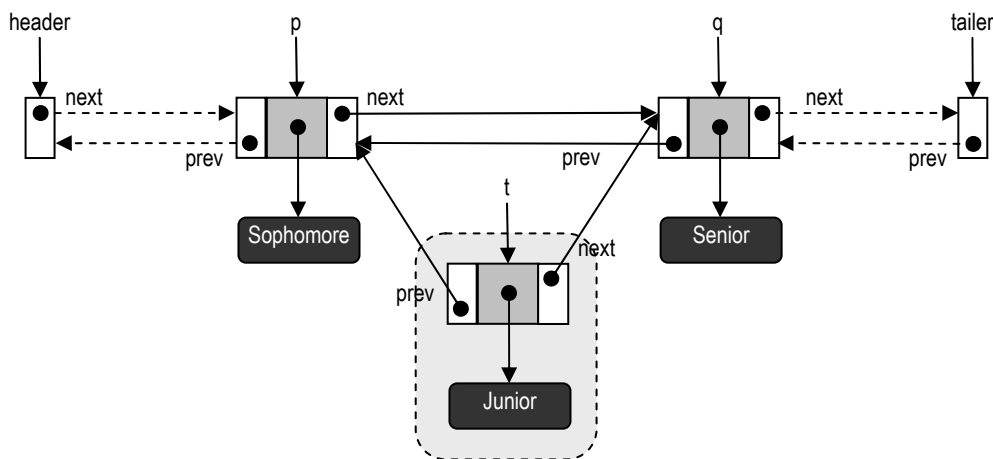 header
p
q
tailer
next
next
next
prev
prev
prev
t
Sophomore
Senior
next
prev
Junior